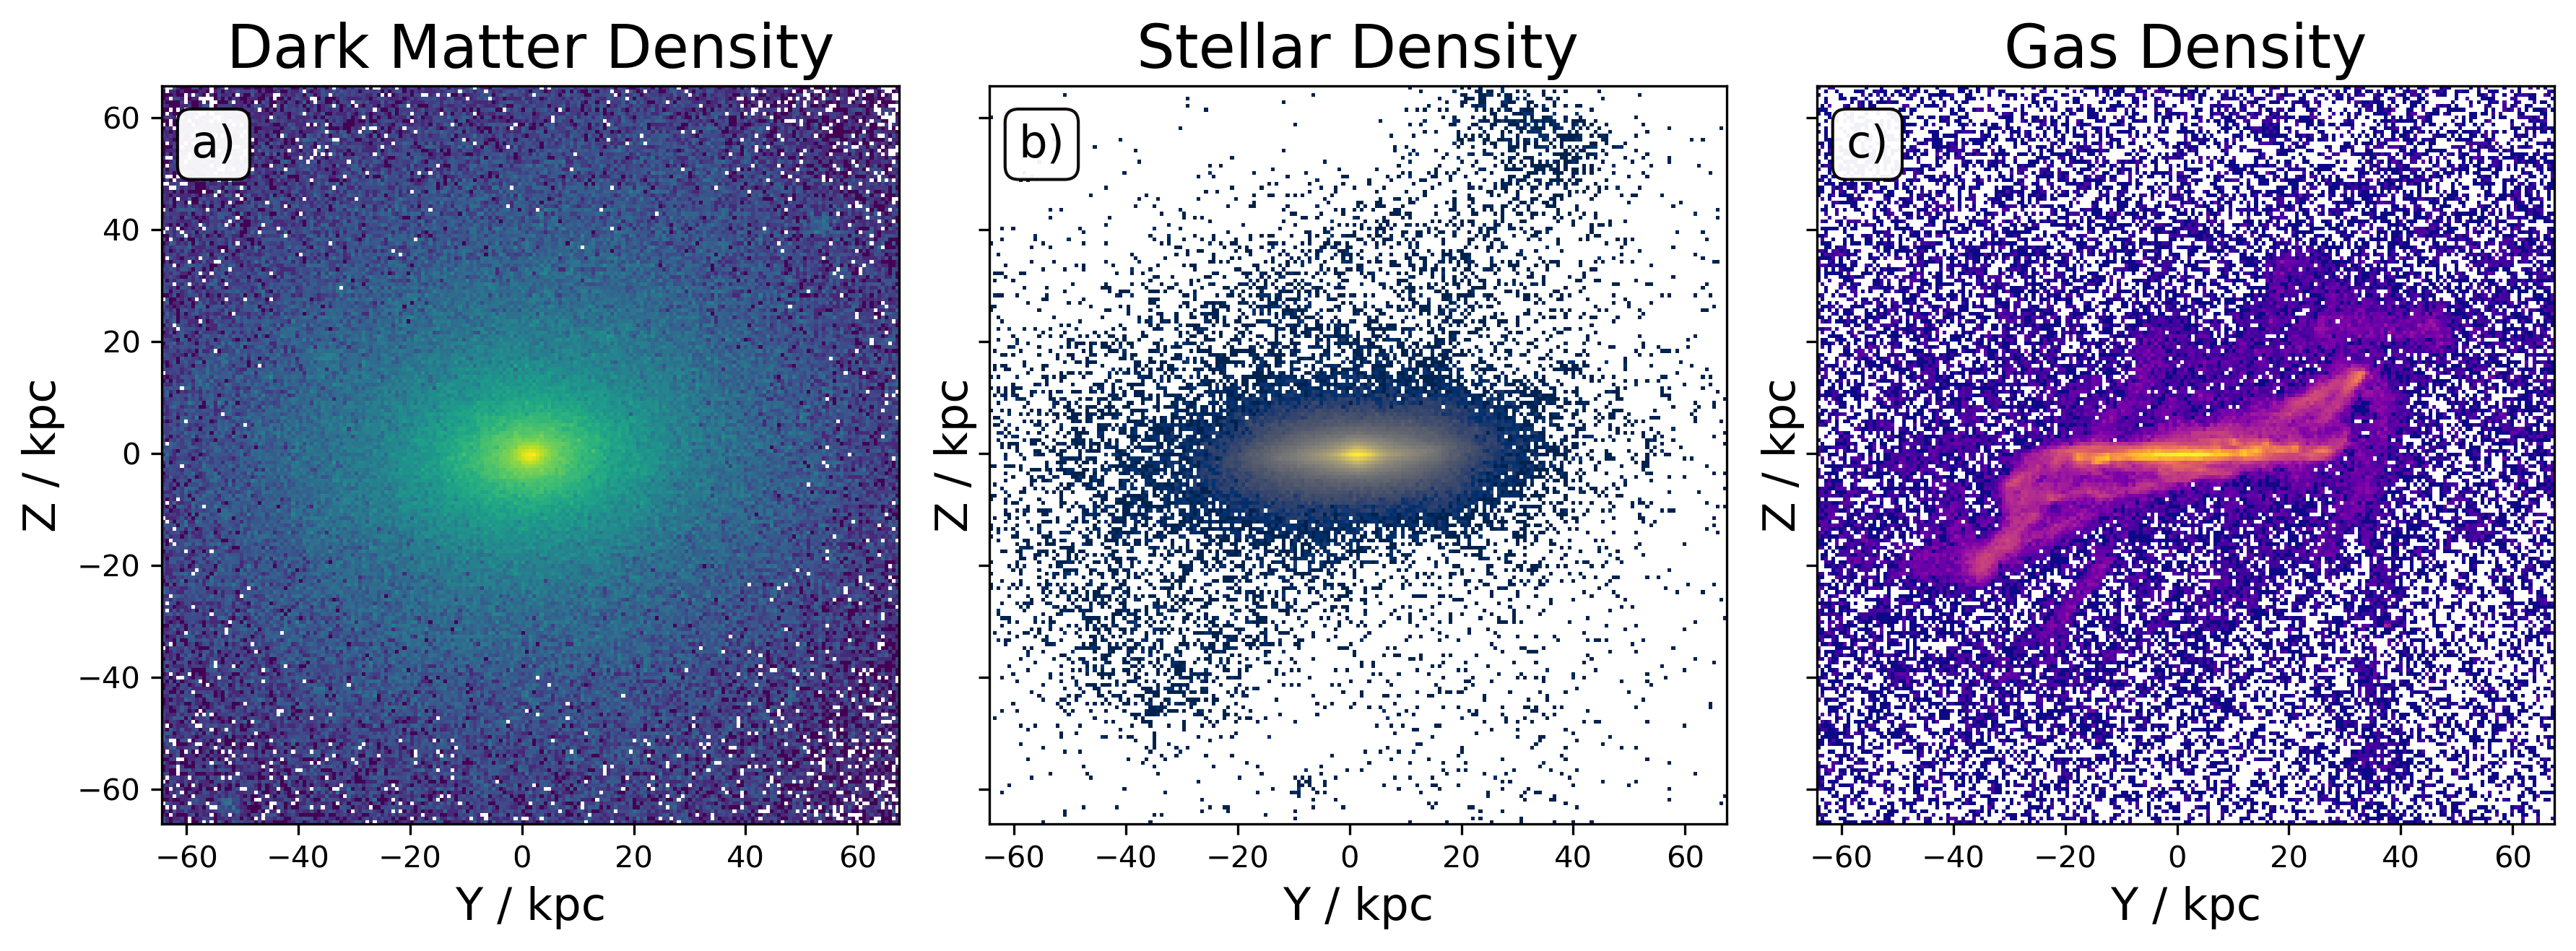 Dark Matter Density
Stellar Density
Gas Density
a)
b)
c)
60
40
20
0
−20
−40
−60
Z / kpc
Z / kpc
Z / kpc
−60 −40 −20 0 20 40 60
−60 −40 −20 0 20 40 60
−60 −40 −20 0 20 40 60
Y / kpc
Y / kpc
Y / kpc